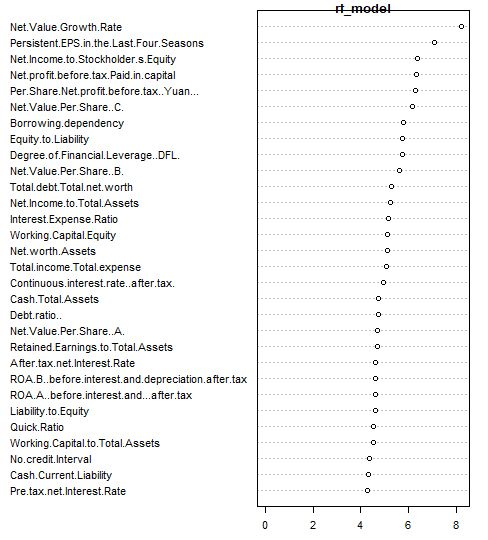 rf_model
Net.Value.Growth.Rate
Persistent.EPS.in.the.Last.Four.Seasons
Net.Income.to.Stockholder.s.Equity
Net.profit.before.tax.Paid.in.capital
Per.Share.Net.profit.before.tax..Yuan...
Net.Value.Per.Share..C.
Borrowing.dependency
Equity.to.Liability
Degree.of.Financial.Leverage..DFL.
Net.Value.Per.Share..B.
Total.debt.Total.net.worth
Net.Income.to.Total.Assets
Interest.Expense.Ratio
Working.Capital.Equity
Net.worth.Assets
Total.income.Total.expense
Continuous.interest.rate..after.tax.
Cash.Total.Assets
Debt.ratio..
Net.Value.Per.Share..A.
Retained.Earnings.to.Total.Assets
After.tax.net.Interest.Rate
ROA.B..before.interest.and.depreciation.after.tax
ROA.A..before.interest.and...after.tax
Liability.to.Equity
Quick.Ratio
Working.Capital.to.Total.Assets
No.credit.Interval
Cash.Current.Liability
Pre.tax.net.Interest.Rate
0 2 4 6 8